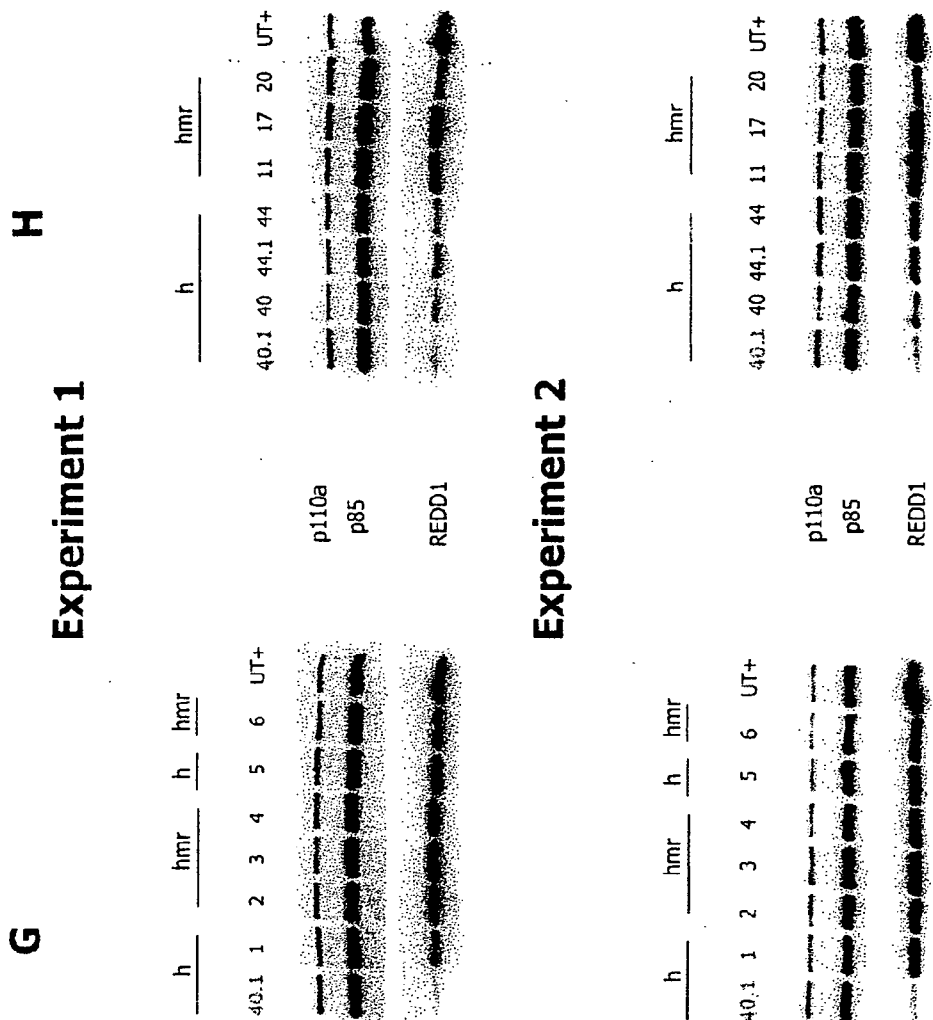 G
H
Experiment 1
h hmr h hmr
40.1 1 2 3 4 5 6 UT+
h hmr
40.1 40 44.1 44 11 17 20 UT+
p110a
p85
REDD1
Experiment 2
h hmr h hmr
40.1 1 2 3 4 5 6 UT+
h hmr
40.1 40 44.1 44 11 17 20 UT+
p110a
p85
REDD1